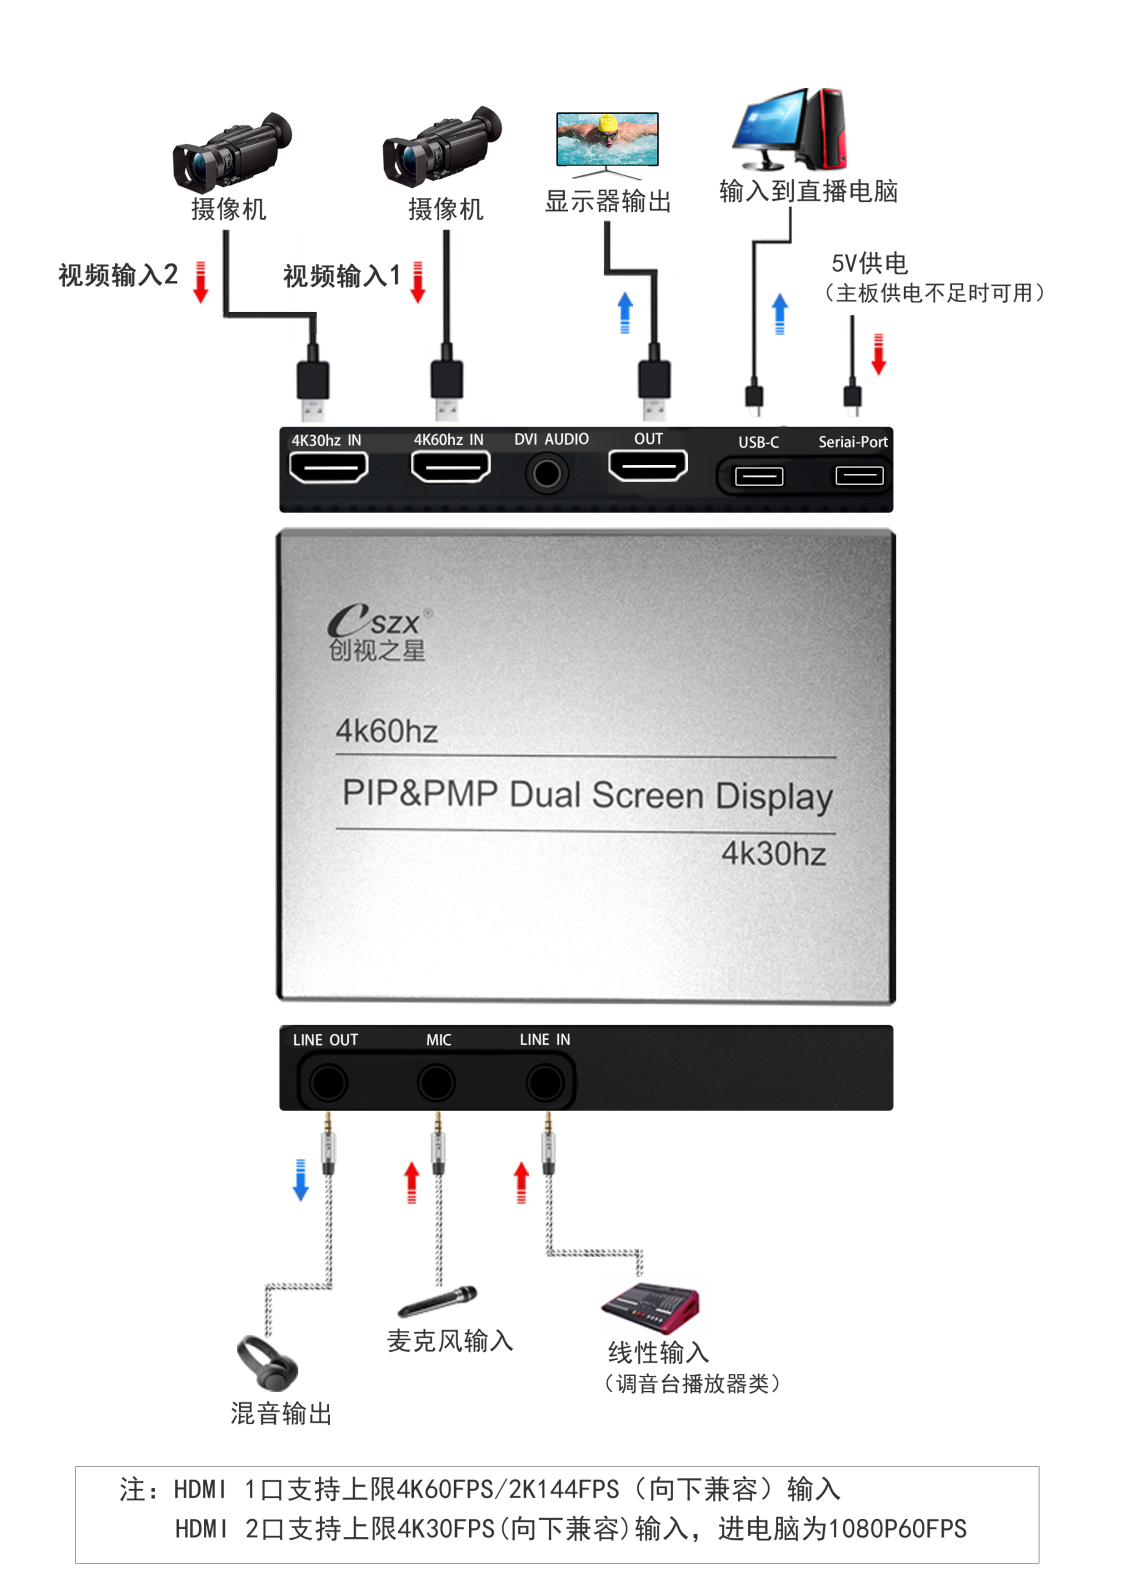 摄像机
摄像机
显示器输出
输入到直播电脑
视频输入2
视频输入1
5V供电
（主板供电不足时可用）
4K30hz IN
4K60hz IN
DVI AUDIO
OUT
USB-C
Seriai-Port
Cszx®
创视之星
4k60hz
PIP&PMP Dual Screen Display
4k30hz
LINE OUT
MIC
LINE IN
麦克风输入
线性输入
（调音台播放器类）
混音输出
注：HDMI 1口支持上限4K60FPS/2K144FPS（向下兼容）输入
HDMI 2口支持上限4K30FPS(向下兼容)输入，进电脑为1080P60FPS